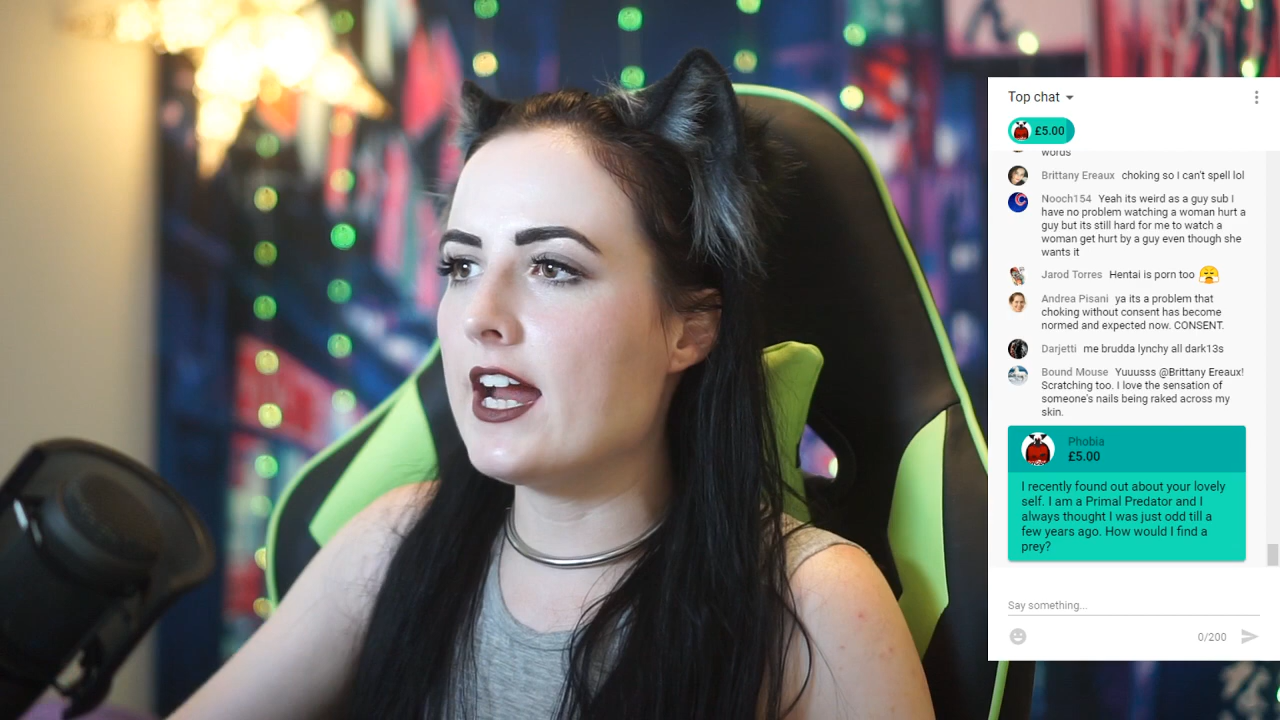 Top chat
£5.00
words
Brittany Ereaux choking so I can't spell lol
Nooch154 Yeah its weird as a guy sub I
have no problem watching a woman hurt a
guy but its still hard for me to watch a
woman get hurt by a guy even though she
wants it
Jarod Torres Hentai is porn too
Andrea Pisani ya its a problem that
choking without consent has become
normed and expected now. CONSENT.
Darjetti me brudda lynchy all dark13s
Bound Mouse Yuuusss @Brittany Ereaux!
Scratching too. I love the sensation of
someone's nails being raked across my
skin.
Phobia
£5.00
I recently found out about your lovely
self. I am a Primal Predator and I
always thought I was just odd till a
few years ago. How would I find a
prey?
Say something...
0/200